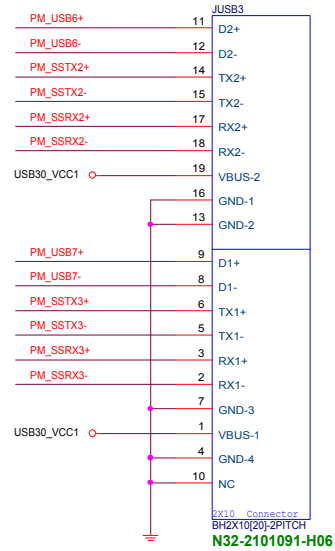 JUSB3
PM_USB6+ 11 D2+
PM_USB6- 12 D2-
PM_SSTX2+ 14 TX2+
PM_SSTX2- 15 TX2-
PM_SSRX2+ 17 RX2+
PM_SSRX2- 18 RX2-
USB30_VCC1 19 VBUS-2
16 GND-1
13 GND-2
PM_USB7+ 9 D1+
PM_USB7- 8 D1-
PM_SSTX3+ 6 TX1+
PM_SSTX3- 5 TX1-
PM_SSRX3+ 3 RX1+
PM_SSRX3- 2 RX1-
7 GND-3
USB30_VCC1 1 VBUS-1
4 GND-4
10 NC
2X10 Connector
BH2X10[20]-2PITCH
N32-2101091-H06